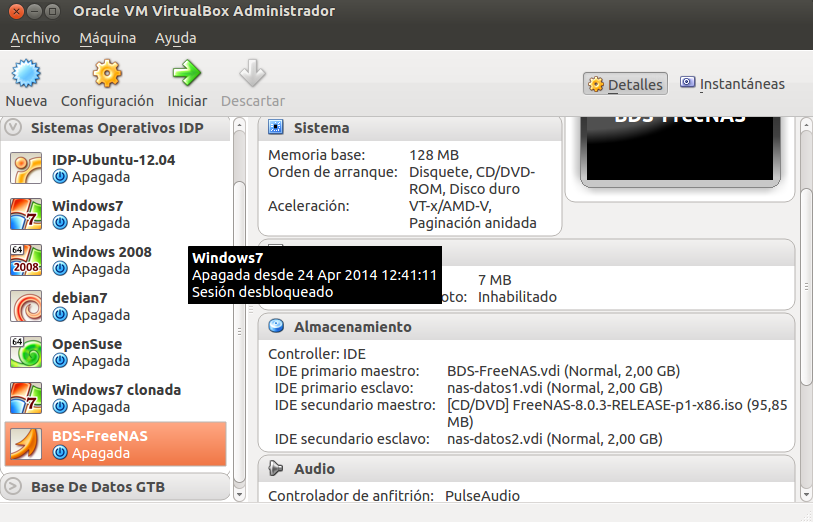 Oracle VM VirtualBox Administrador
Archivo Máquina Ayuda
Nueva Configuración Iniciar Descartar
Detalles Instantáneas
Sistemas Operativos IDP
IDP-Ubuntu-12.04
Apagada
Windows7
Apagada
64
2008
Windows 2008
Apagada
debian7
Apagada
64
OpenSuse
Apagada
Windows7 clonada
Apagada
BDS-FreeNAS
Apagada
Base De Datos GTB
Windows7
Apagada desde 24 Apr 2014 12:41:11
Sesión desbloqueado
Sistema
Memoria base: 128 MB
Orden de arranque: Disquete, CD/DVD-
ROM, Disco duro
Aceleración: VT-x/AMD-V,
Paginación anidada
BDS-FreeNAS
7 MB
oto: Inhabilitado
Almacenamiento
Controller: IDE
IDE primario maestro: BDS-FreeNAS.vdi (Normal, 2,00 GB)
IDE primario esclavo: nas-datos1.vdi (Normal, 2,00 GB)
IDE secundario maestro: [CD/DVD] FreeNAS-8.0.3-RELEASE-p1-x86.iso (95,85
MB)
IDE secundario esclavo: nas-datos2.vdi (Normal, 2,00 GB)
Audio
Controlador de anfitrión: PulseAudio